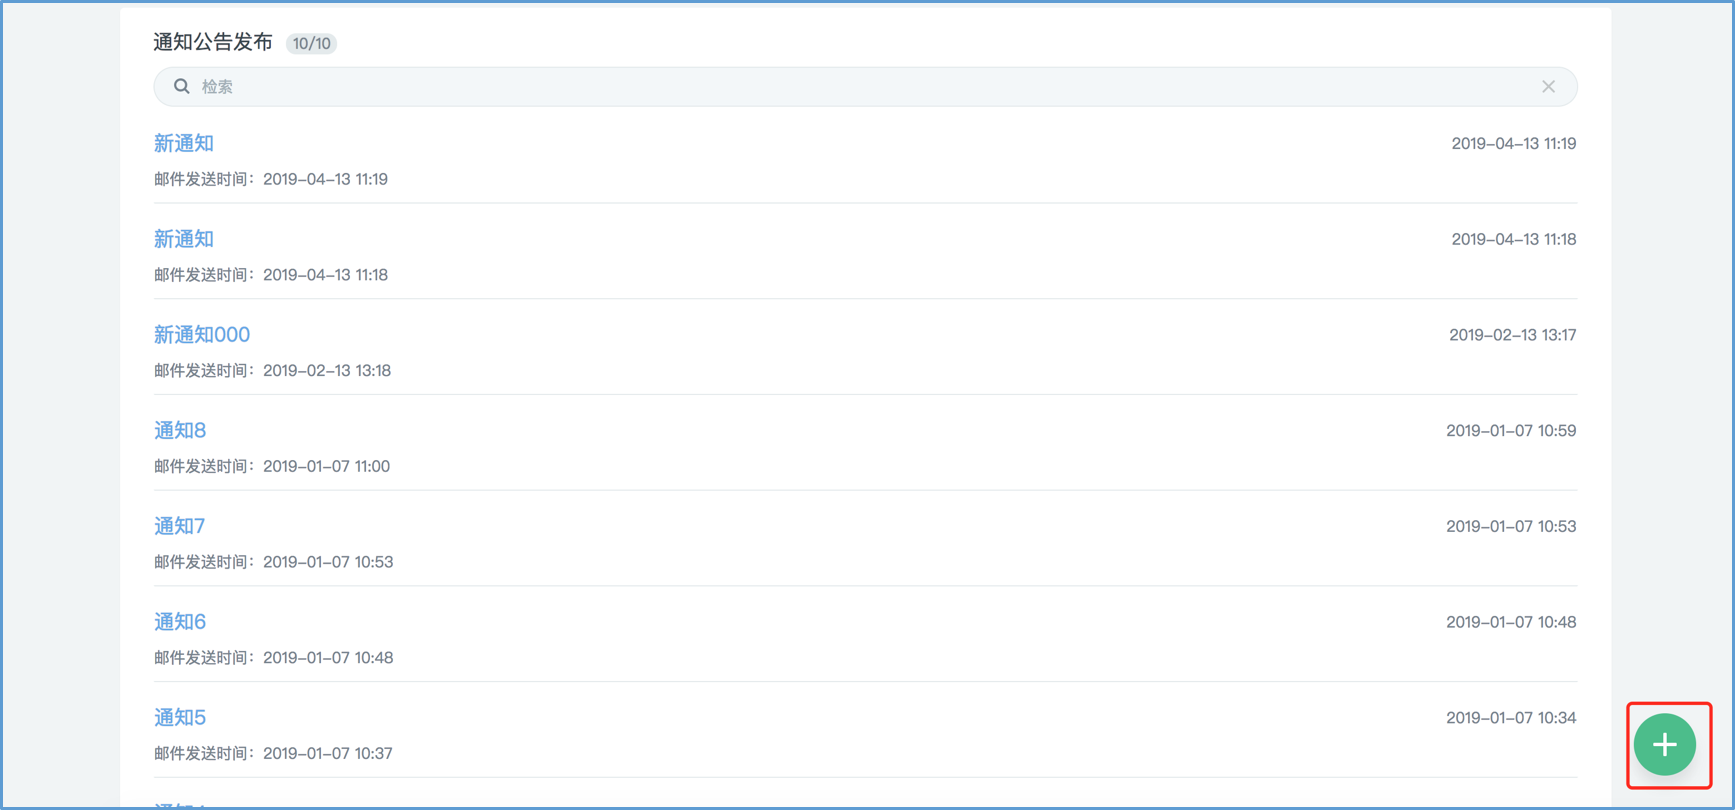 通知公告发布 10/10
检索
新通知 2019-04-13 11:19
邮件发送时间：2019-04-13 11:19
新通知 2019-04-13 11:18
邮件发送时间：2019-04-13 11:18
新通知000 2019-02-13 13:17
邮件发送时间：2019-02-13 13:18
通知8 2019-01-07 10:59
邮件发送时间：2019-01-07 11:00
通知7 2019-01-07 10:53
邮件发送时间：2019-01-07 10:53
通知6 2019-01-07 10:48
邮件发送时间：2019-01-07 10:48
通知5 2019-01-07 10:34
邮件发送时间：2019-01-07 10:37